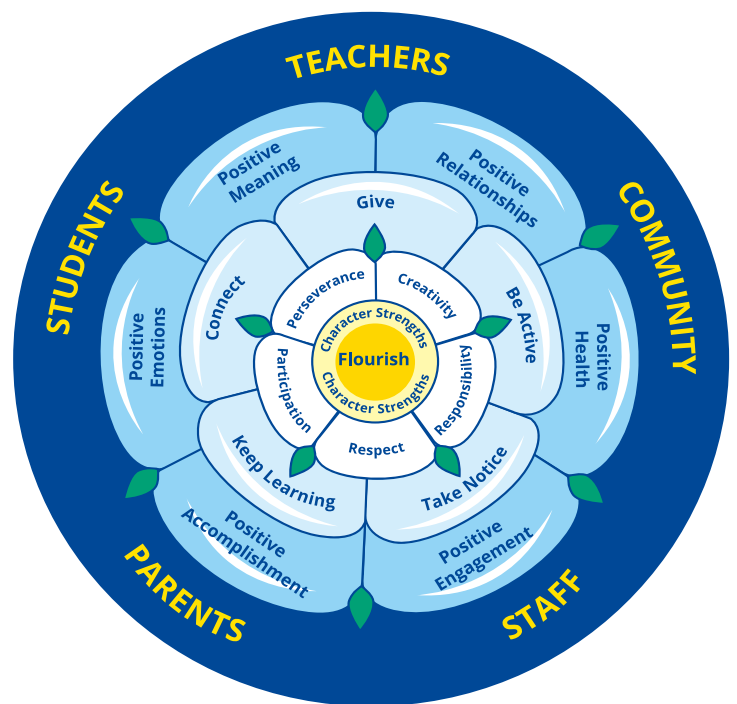 TEACHERS
COMMUNITY
STAFF
PARENTS
STUDENTS
Positive
Meaning
Positive
Relationships
Positive
Health
Positive
Engagement
Positive
Accomplishment
Positive
Emotions
Give
Be Active
Take Notice
Keep Learning
Connect
Perseverance
Creativity
Responsibility
Respect
Participation
Character Strengths
Flourish
Character Strengths